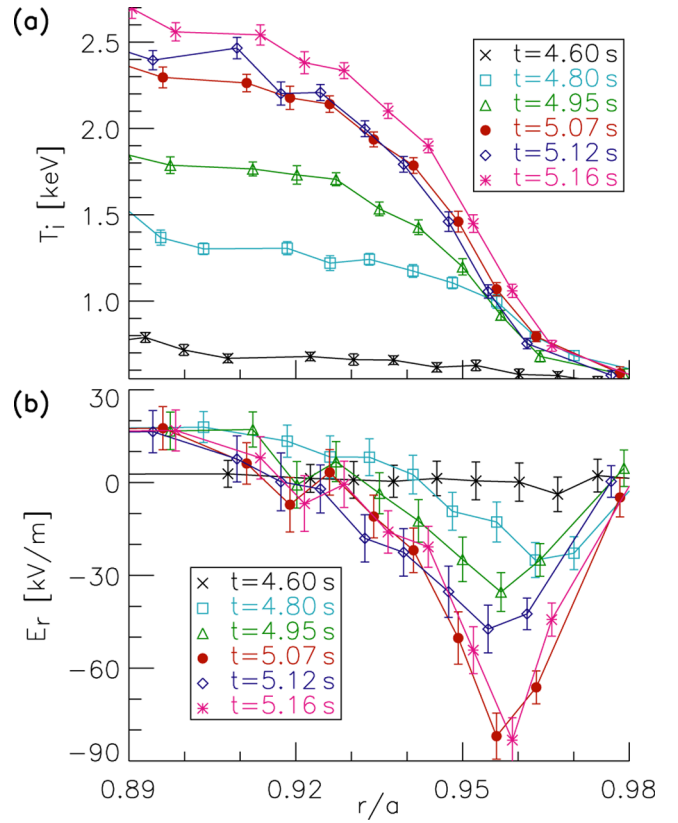 (a)
2.5
2.0
1.5
1.0
T_i [keV]
t=4.60 s
t=4.80 s
t=4.95 s
t=5.07 s
t=5.12 s
t=5.16 s
(b)
30
0
-30
-60
-90
E_r [kV/m]
t=4.60 s
t=4.80 s
t=4.95 s
t=5.07 s
t=5.12 s
t=5.16 s
0.89 0.92 0.95 0.98
r/a